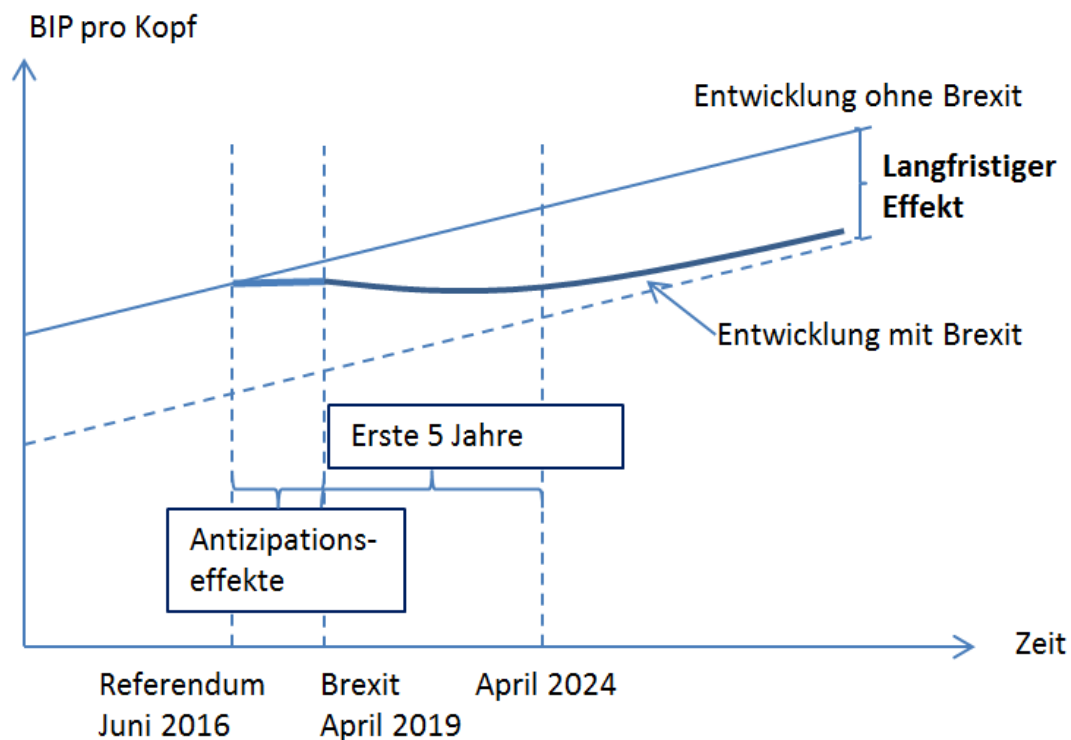 BIP pro Kopf
Entwicklung ohne Brexit
Langfristiger
Effekt
Entwicklung mit Brexit
Erste 5 Jahre
Antizipations-
effekte
Zeit
Referendum
Juni 2016
Brexit
April 2019
April 2024